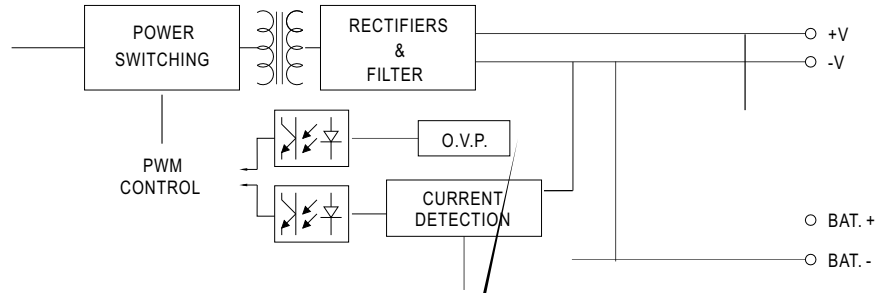 POWER
SWITCHING
RECTIFIERS
&
FILTER
+V
-V
O.V.P.
PWM
CONTROL
CURRENT
DETECTION
BAT. +
BAT. -